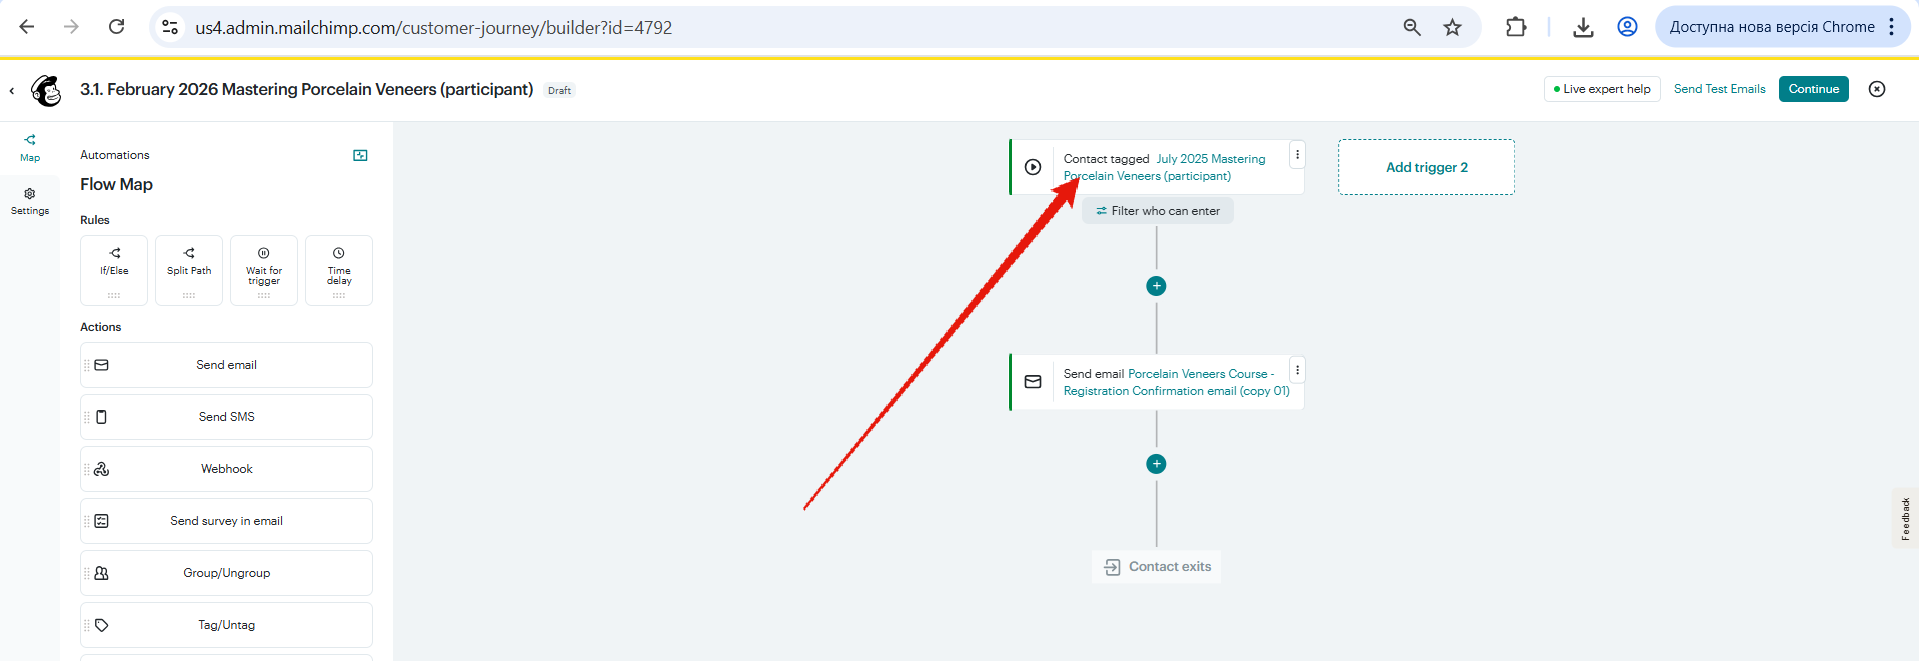 us4.admin.mailchimp.com/customer-journey/builder?id=4792
Доступна нова версія Chrome
3.1. February 2026 Mastering Porcelain Veneers (participant)
Draft
Live expert help
Send Test Emails
Continue
Map
Settings
Automations
Flow Map
Rules
If/Else
Split Path
Wait for
trigger
Time
delay
Actions
Send email
Send SMS
Webhook
Send survey in email
Group/Ungroup
Tag/Untag
Contact tagged July 2025 Mastering
Porcelain Veneers (participant)
Add trigger 2
Filter who can enter
Send email Porcelain Veneers Course -
Registration Confirmation email (copy 01)
Contact exits
Feedback